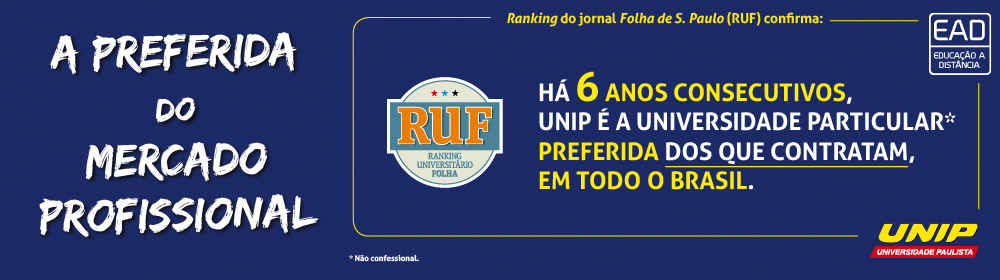 A PREFERIDA
DO
MERCADO
PROFISSIONAL
Ranking do jornal Folha de S. Paulo (RUF) confirma:
EAD
EDUCAÇÃO A
DISTÂNCIA
RUF
RANKING
UNIVERSITÁRIO
FOLHA
HÁ 6 ANOS CONSECUTIVOS,
UNIP É A UNIVERSIDADE PARTICULAR*
PREFERIDA DOS QUE CONTRATAM,
EM TODO O BRASIL.
UNIP
UNIVERSIDADE PAULISTA
* Não confessional.